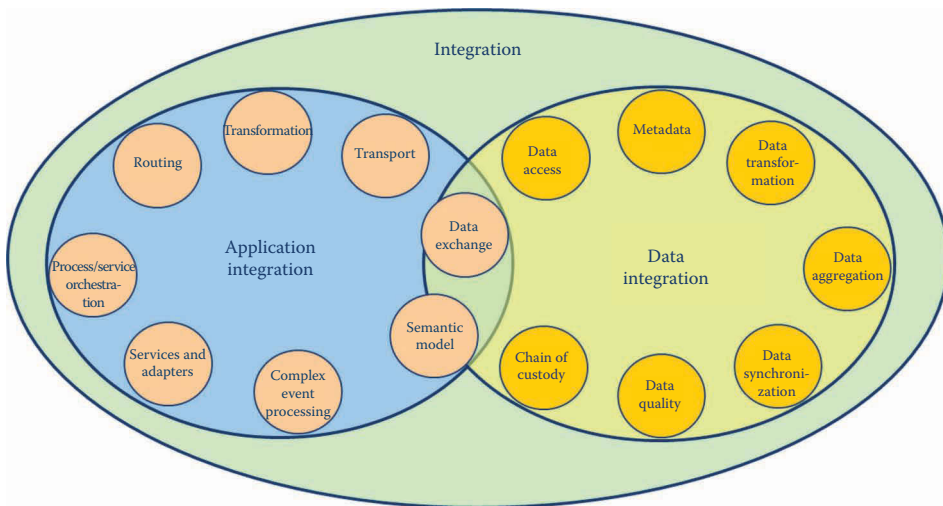 Integration
Transformation
Transport
Routing
Data
exchange
Application
integration
Process/service
orchestra-
tion
Semantic
model
Services and
adapters
Complex
event
processing
Metadata
Data
access
Data
transfor-
mation
Data
integration
Data
aggregation
Chain of
custody
Data
quality
Data
synchroni-
zation